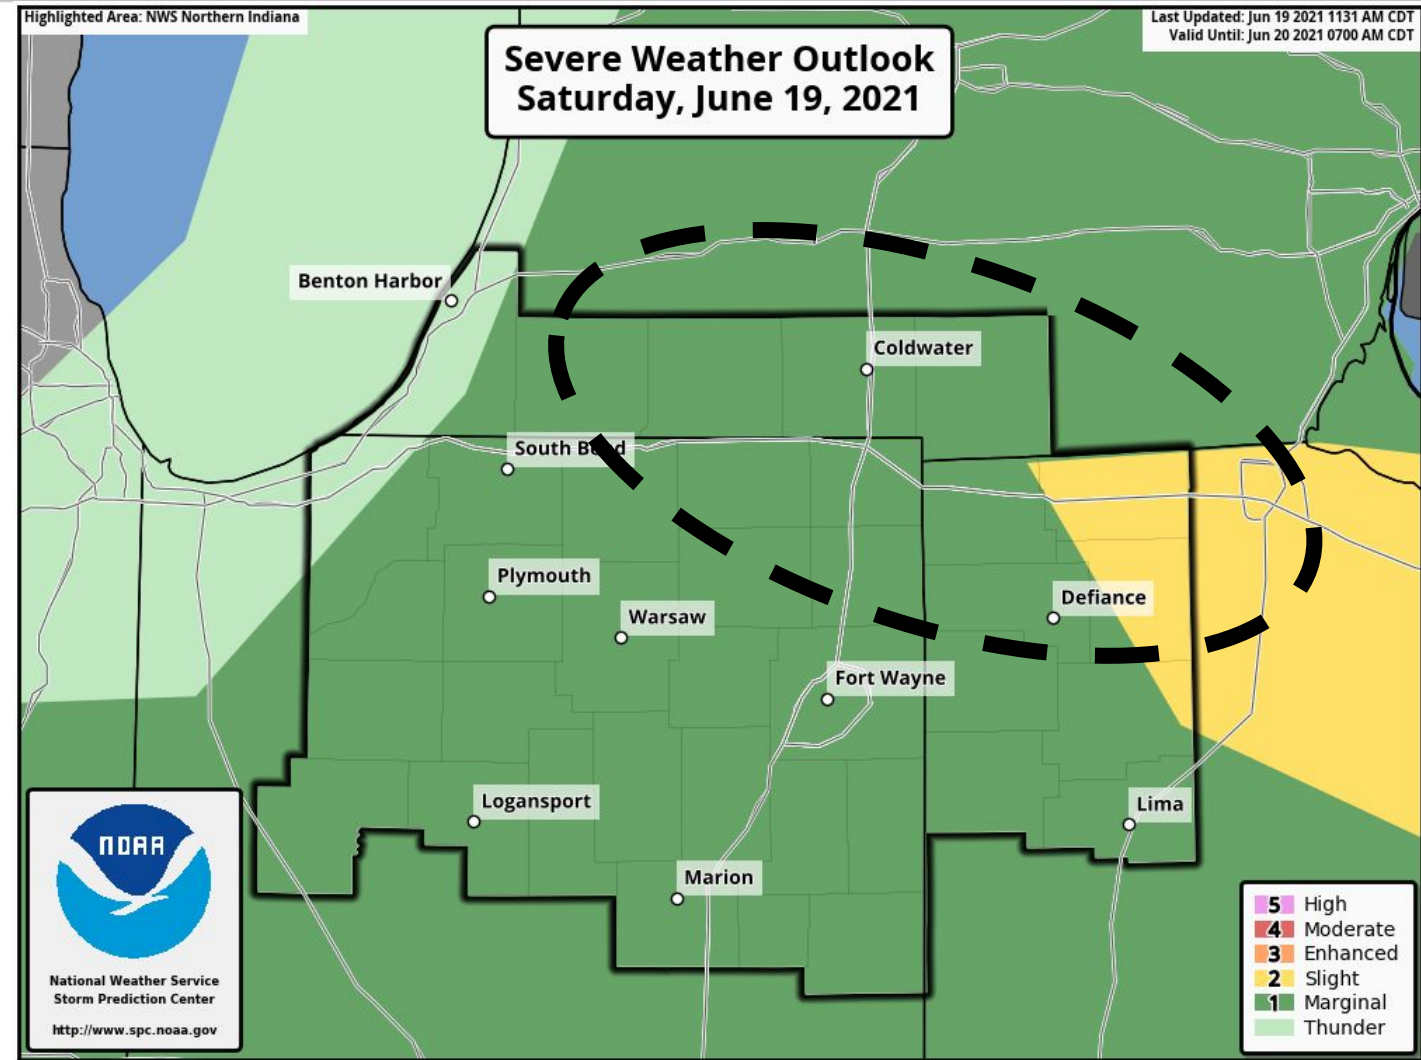 Highlighted Area: NWS Northern Indiana
Last Updated: Jun 19 2021 1131 AM CDT
Valid Until: Jun 20 2021 0700 AM CDT
Severe Weather Outlook
Saturday, June 19, 2021
Benton Harbor
Coldwater
South Bend
Plymouth
Defiance
Warsaw
Fort Wayne
Logansport
Lima
Marion
NOAA
National Weather Service
Storm Prediction Center
http://www.spc.noaa.gov
5 High
4 Moderate
3 Enhanced
2 Slight
1 Marginal
Thunder